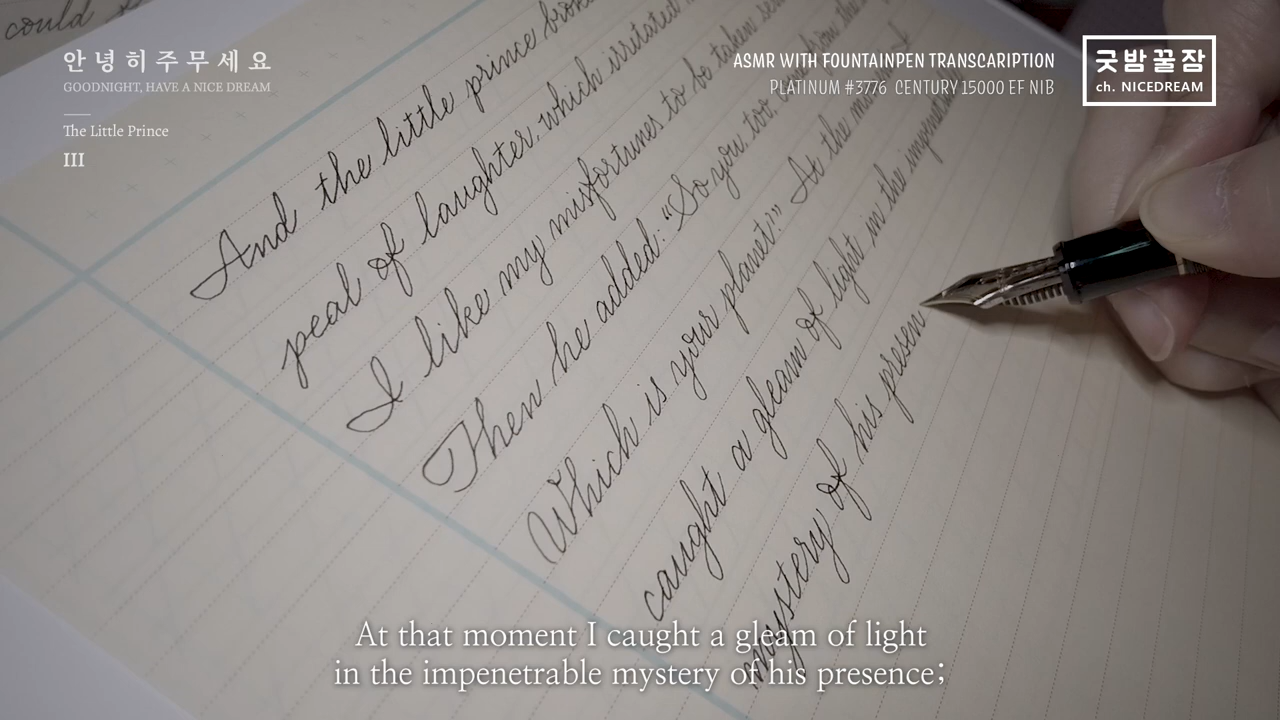 could
안녕히주무세요
GOODNIGHT, HAVE A NICE DREAM
The Little Prince
III
ASMR WITH FOUNTAINPEN TRANSCARIPTION
PLATINUM #3776 CENTURY 15000 EF NIB
굿밤꿀잠
ch. NICEDREAM
And the little prince
peal of laughter, which irritated
I like my misfortunes to be taken
Then he added: “So you, too, come from the
Which is your planet?” At the
caught a gleam of light in the
mystery of his presen
At that moment I caught a gleam of light
in the impenetrable mystery of his presence;